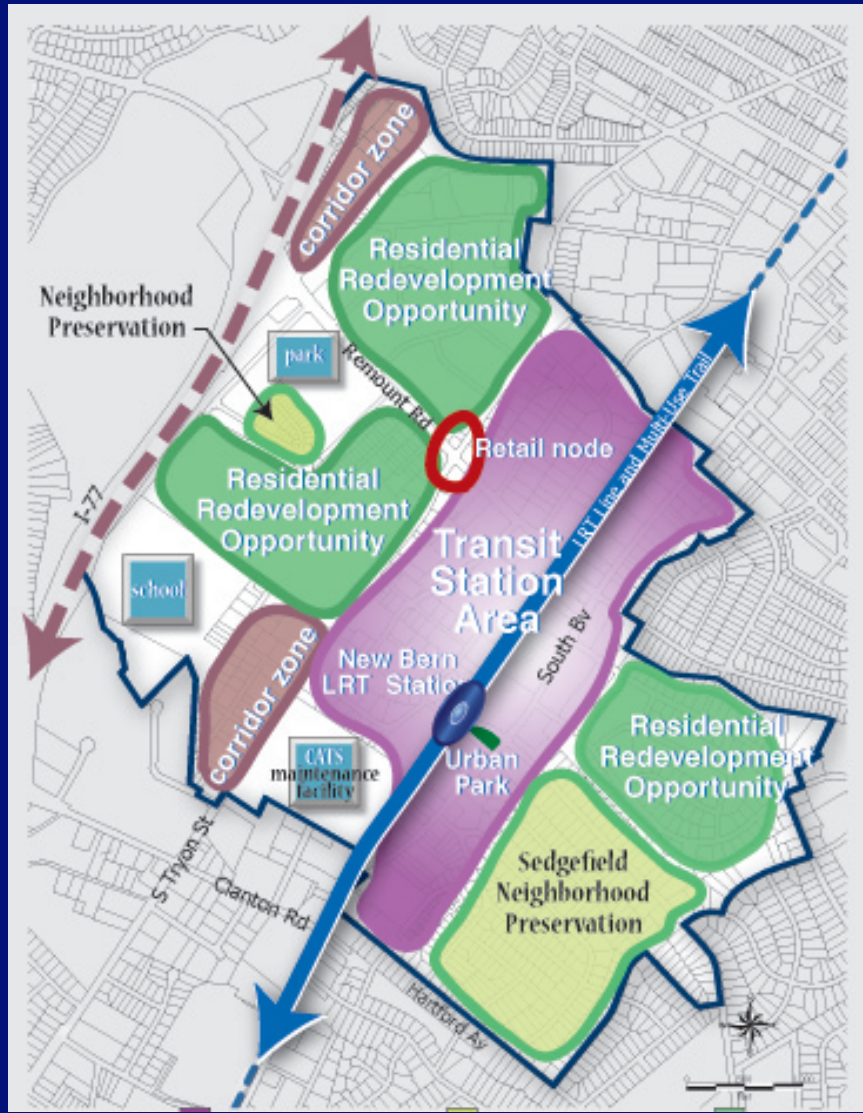 corridor zone
Residential
Redevelopment
Opportunity
Neighborhood
Preservation
park
Remount Rd
Retail node
LRT Line and Multi-Use Trail
I-77
Residential
Redevelopment
Opportunity
Transit
Station
Area
school
corridor zone
New Bern
LRT Station
South Bv
Urban
Park
Residential
Redevelopment
Opportunity
CATS
maintenance
facility
S Tryon St
Clanton Rd
Sedgefield
Neighborhood
Preservation
Hartford Av